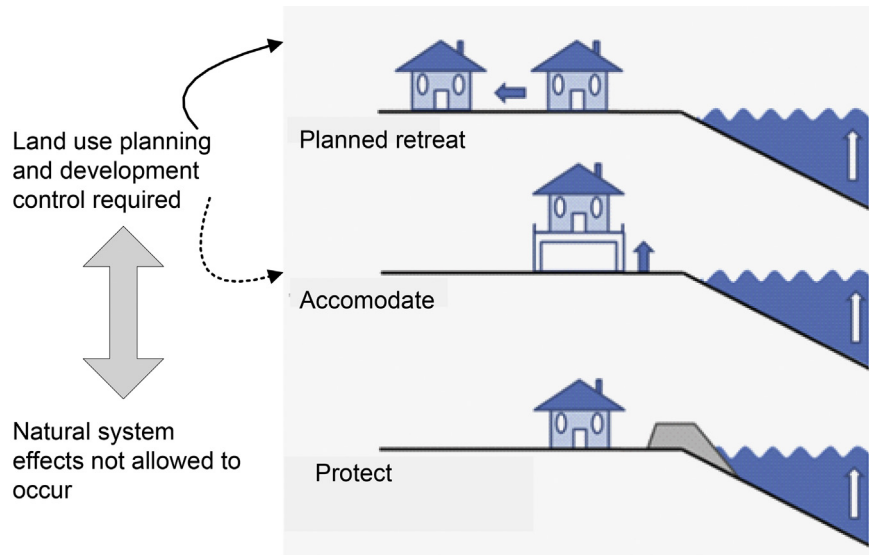 Land use planning
and development
control required
Natural system
effects not allowed to
occur
Planned retreat
Accomodate
Protect